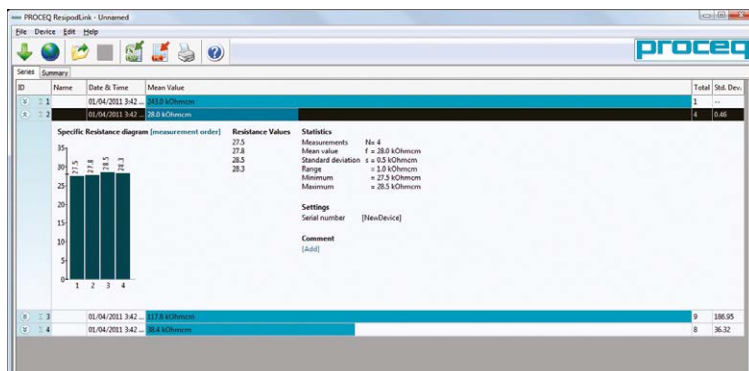 PROCEQ ResipodLink - Unnamed
File Device Edit Help
proceq
Series Summary
ID Name Date & Time Mean Value Total Std. Dev.
Σ 1 01/04/2011 3:42 ... 243.0 kOhmcm 1 --
Σ 2 01/04/2011 3:42 ... 28.0 kOhmcm 4 0.46
Specific Resistance diagram [measurement order] Resistance Values Statistics
27.5 Measurements N= 4
27.8 Mean value f = 28.0 kOhmcm
28.5 Standard deviation s = 0.5 kOhmcm
28.3 Range = 1.0 kOhmcm
Minimum = 27.5 kOhmcm
Maximum = 28.5 kOhmcm
Settings
Serial number [NewDevice]
Comment
[Add]
35
30
25
20
15
10
5
0
27.5 27.8 28.5 28.3
1 2 3 4
Σ 3 01/04/2011 3:42 ... 117.8 kOhmcm 9 186.95
Σ 4 01/04/2011 3:42 ... 38.4 kOhmcm 8 36.32